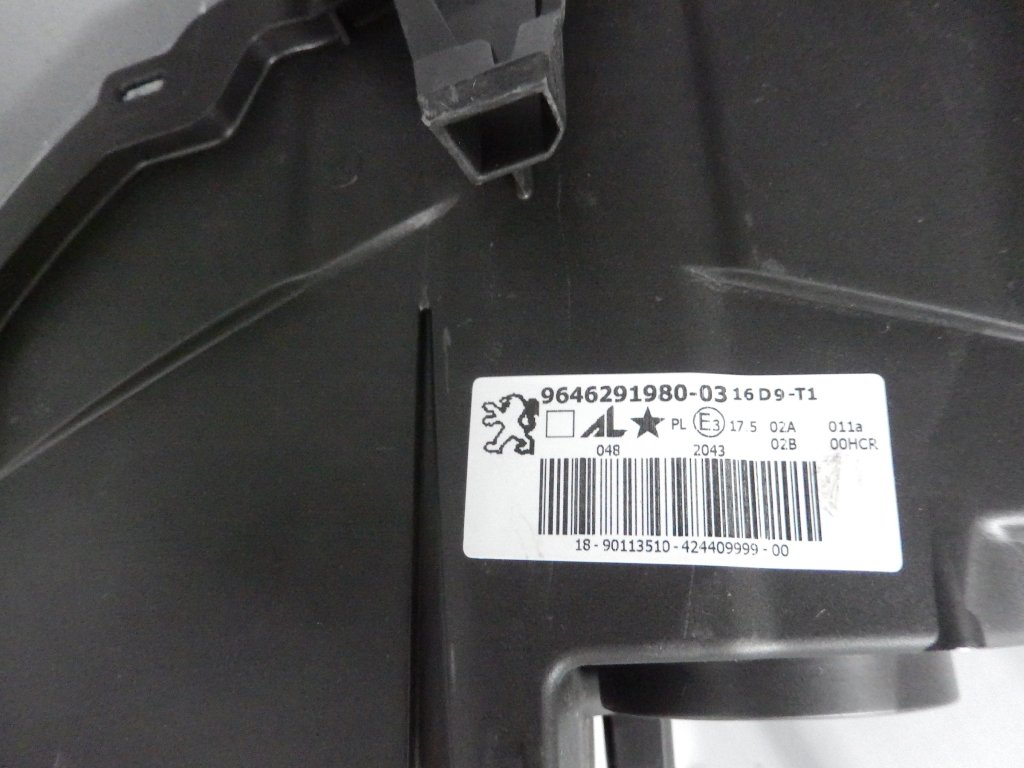 9646291980-03 16D9-T1
AL PL E3 17.5 02A 011a
048 2043 02B 00HCR
18-90113510-424409999-00